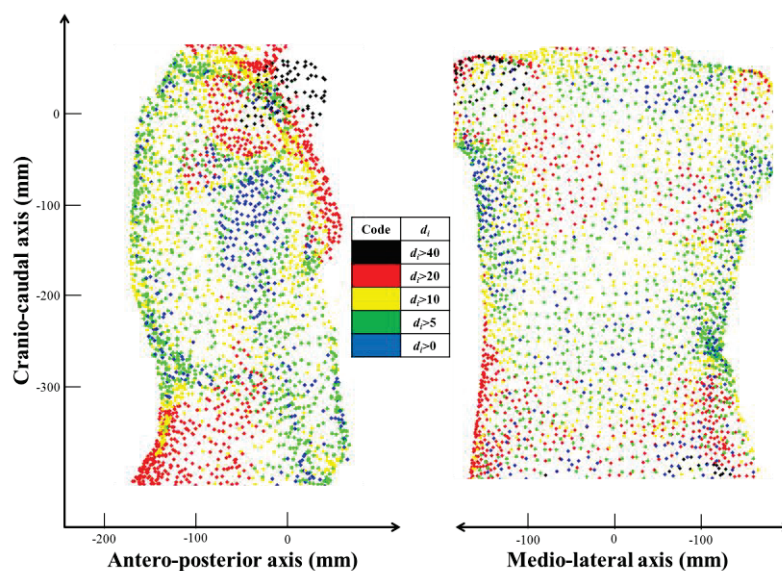 0
-100
-200
-300
Cranio-caudal axis (mm)
Code di
di>40
di>20
di>10
di>5
di>0
-200 -100 0
Antero-posterior axis (mm)
-100 0 -100
Medio-lateral axis (mm)